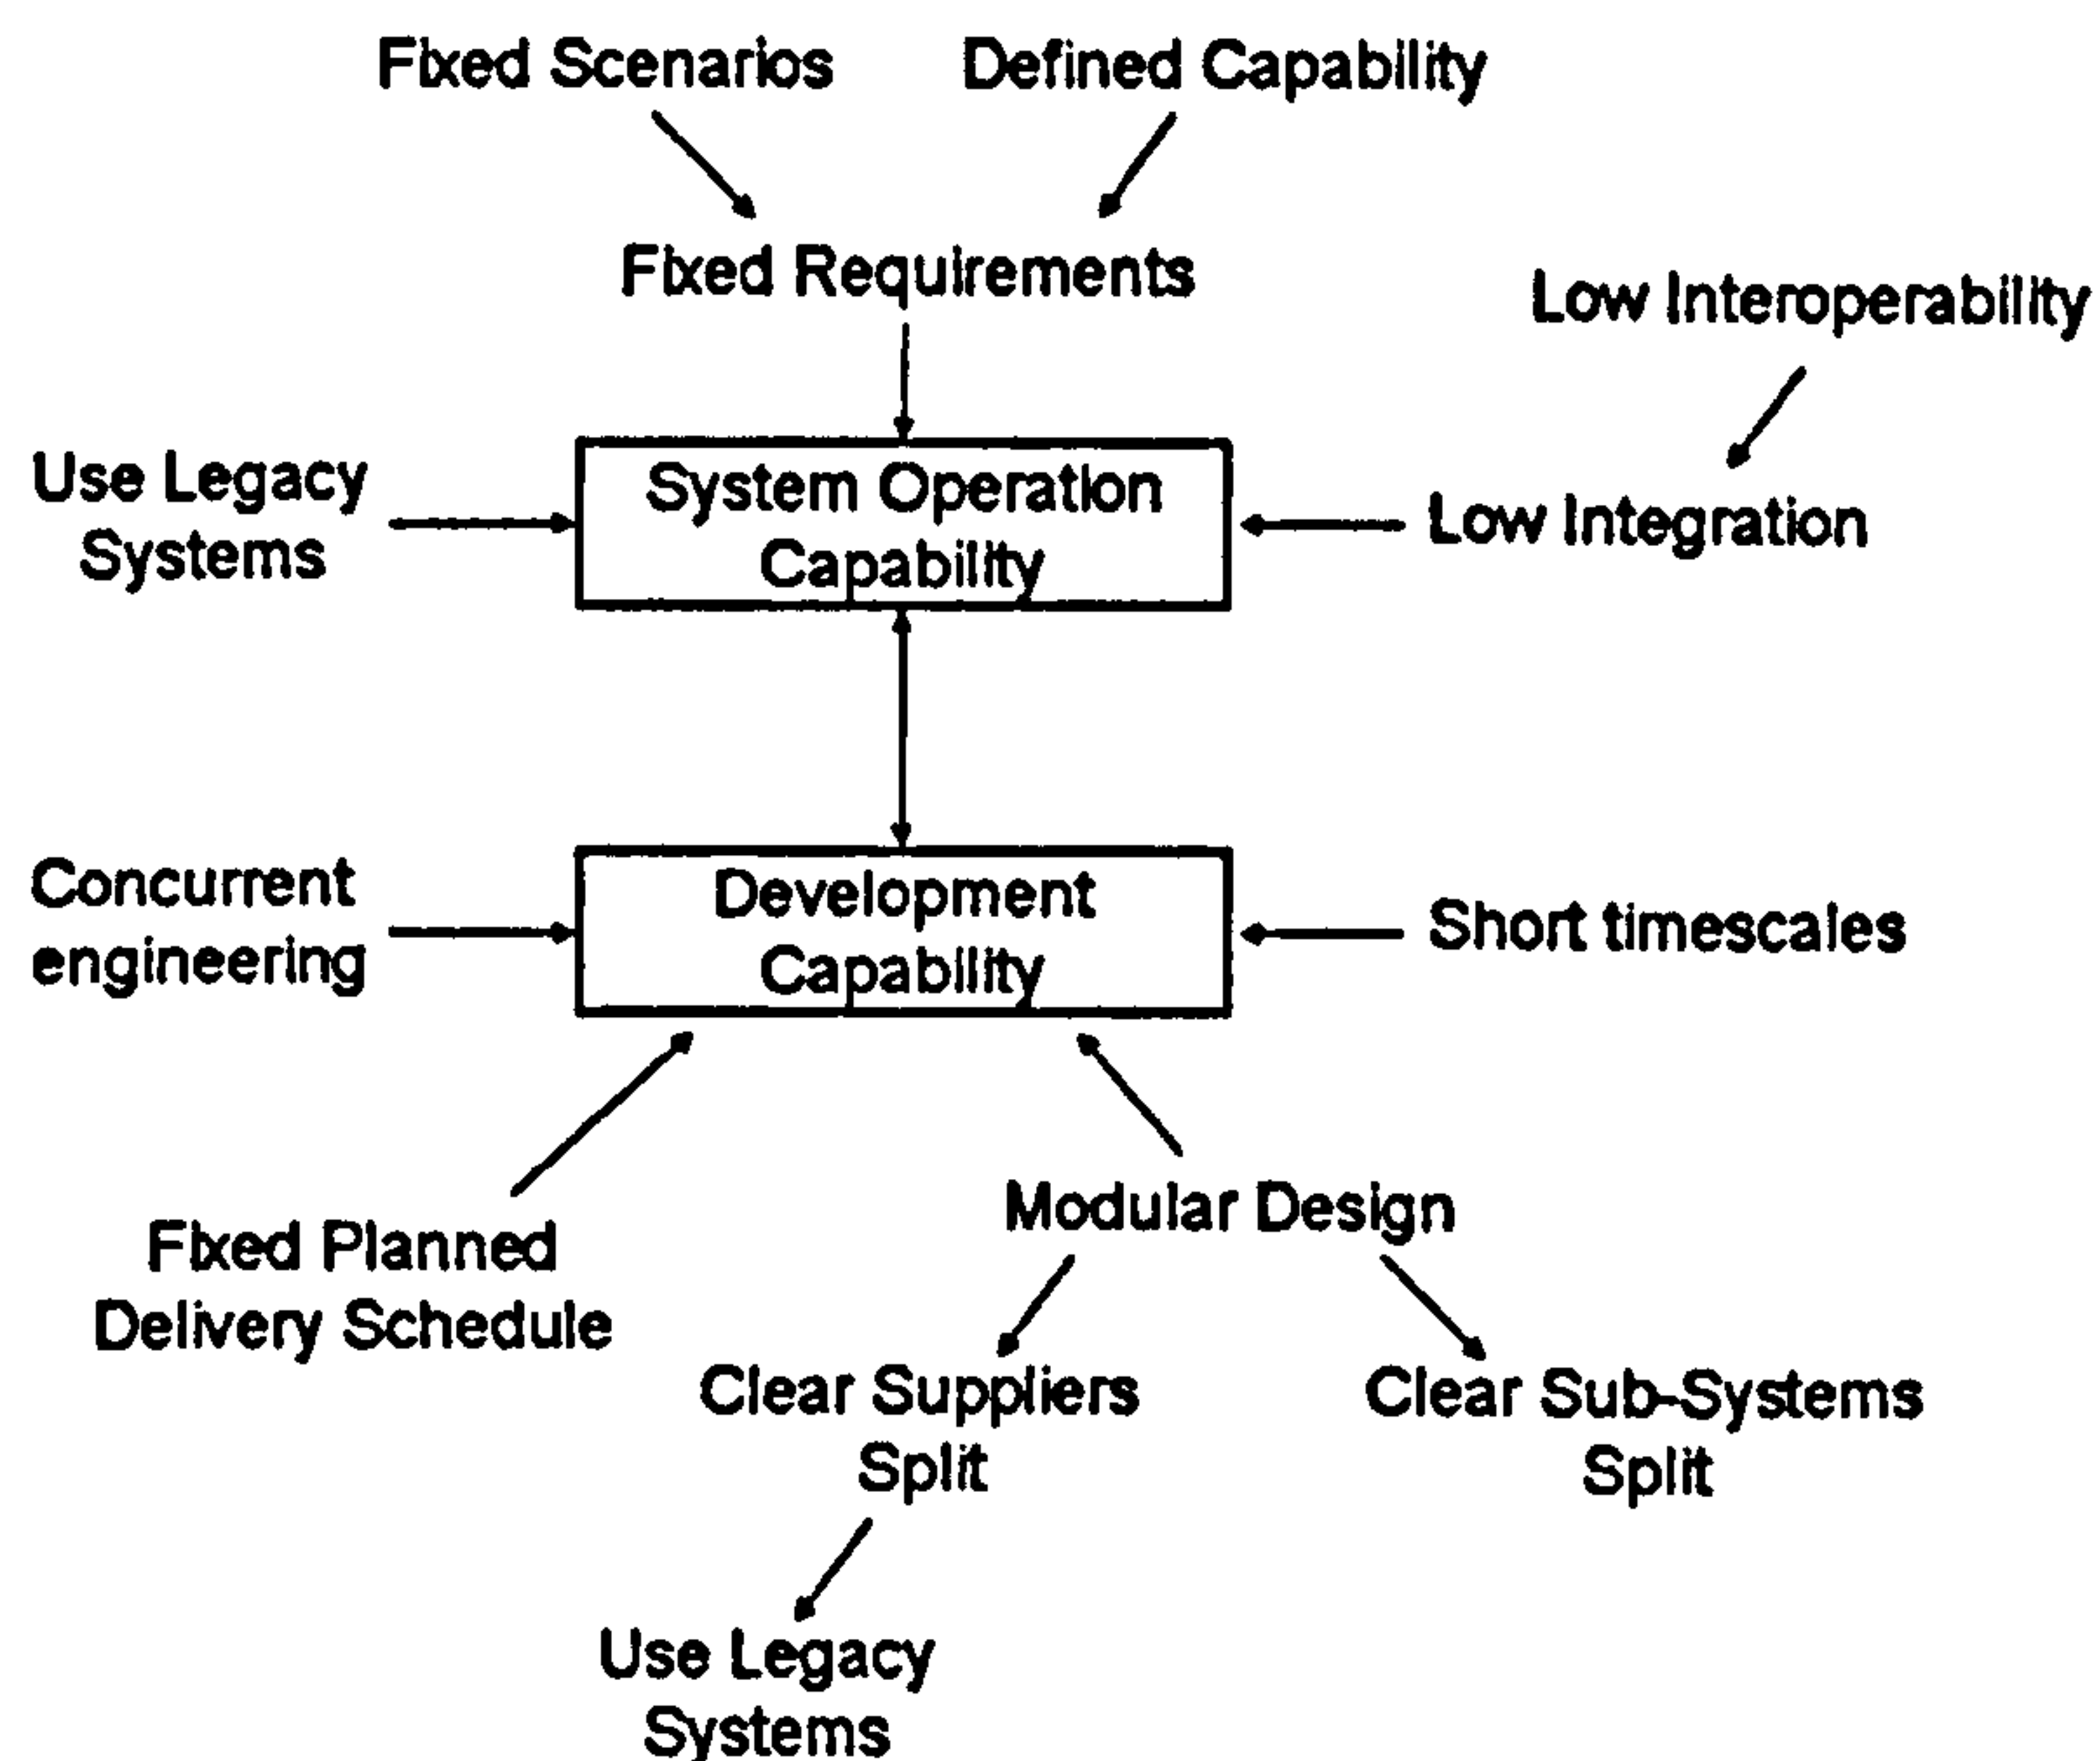 Fixed Scenarios
Defined Capability
Fixed Requirements
Low Interoperability
Use Legacy
Systems
System Operation
Capability
Low Integration
Concurrent
engineering
Development
Capability
Short timescales
Fixed Planned
Delivery Schedule
Modular Design
Clear Suppliers
Split
Clear Sub-Systems
Split
Use Legacy
Systems